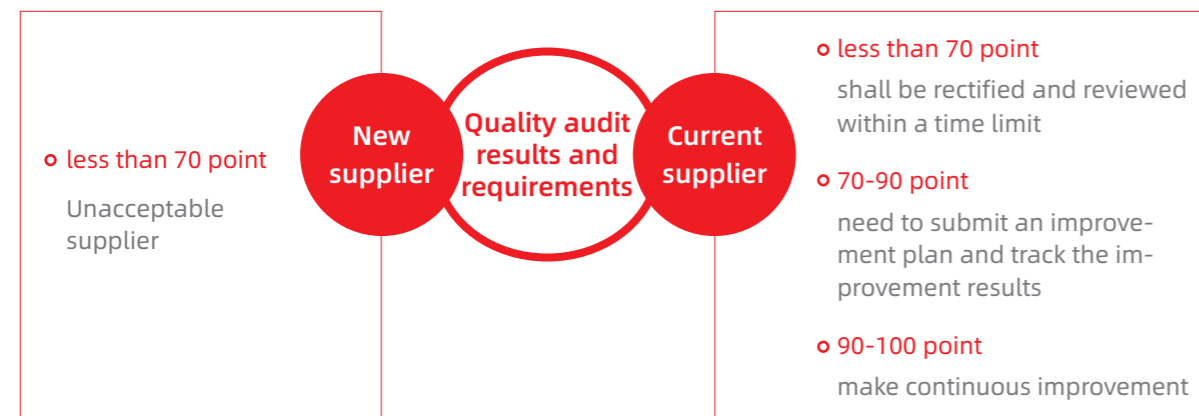 less than 70 point
Unacceptable
supplier
New
supplier
Quality audit
results and
requirements
Current
supplier
less than 70 point
shall be rectified and reviewed
within a time limit
70-90 point
need to submit an improve-
ment plan and track the im-
provement results
90-100 point
make continuous improvement